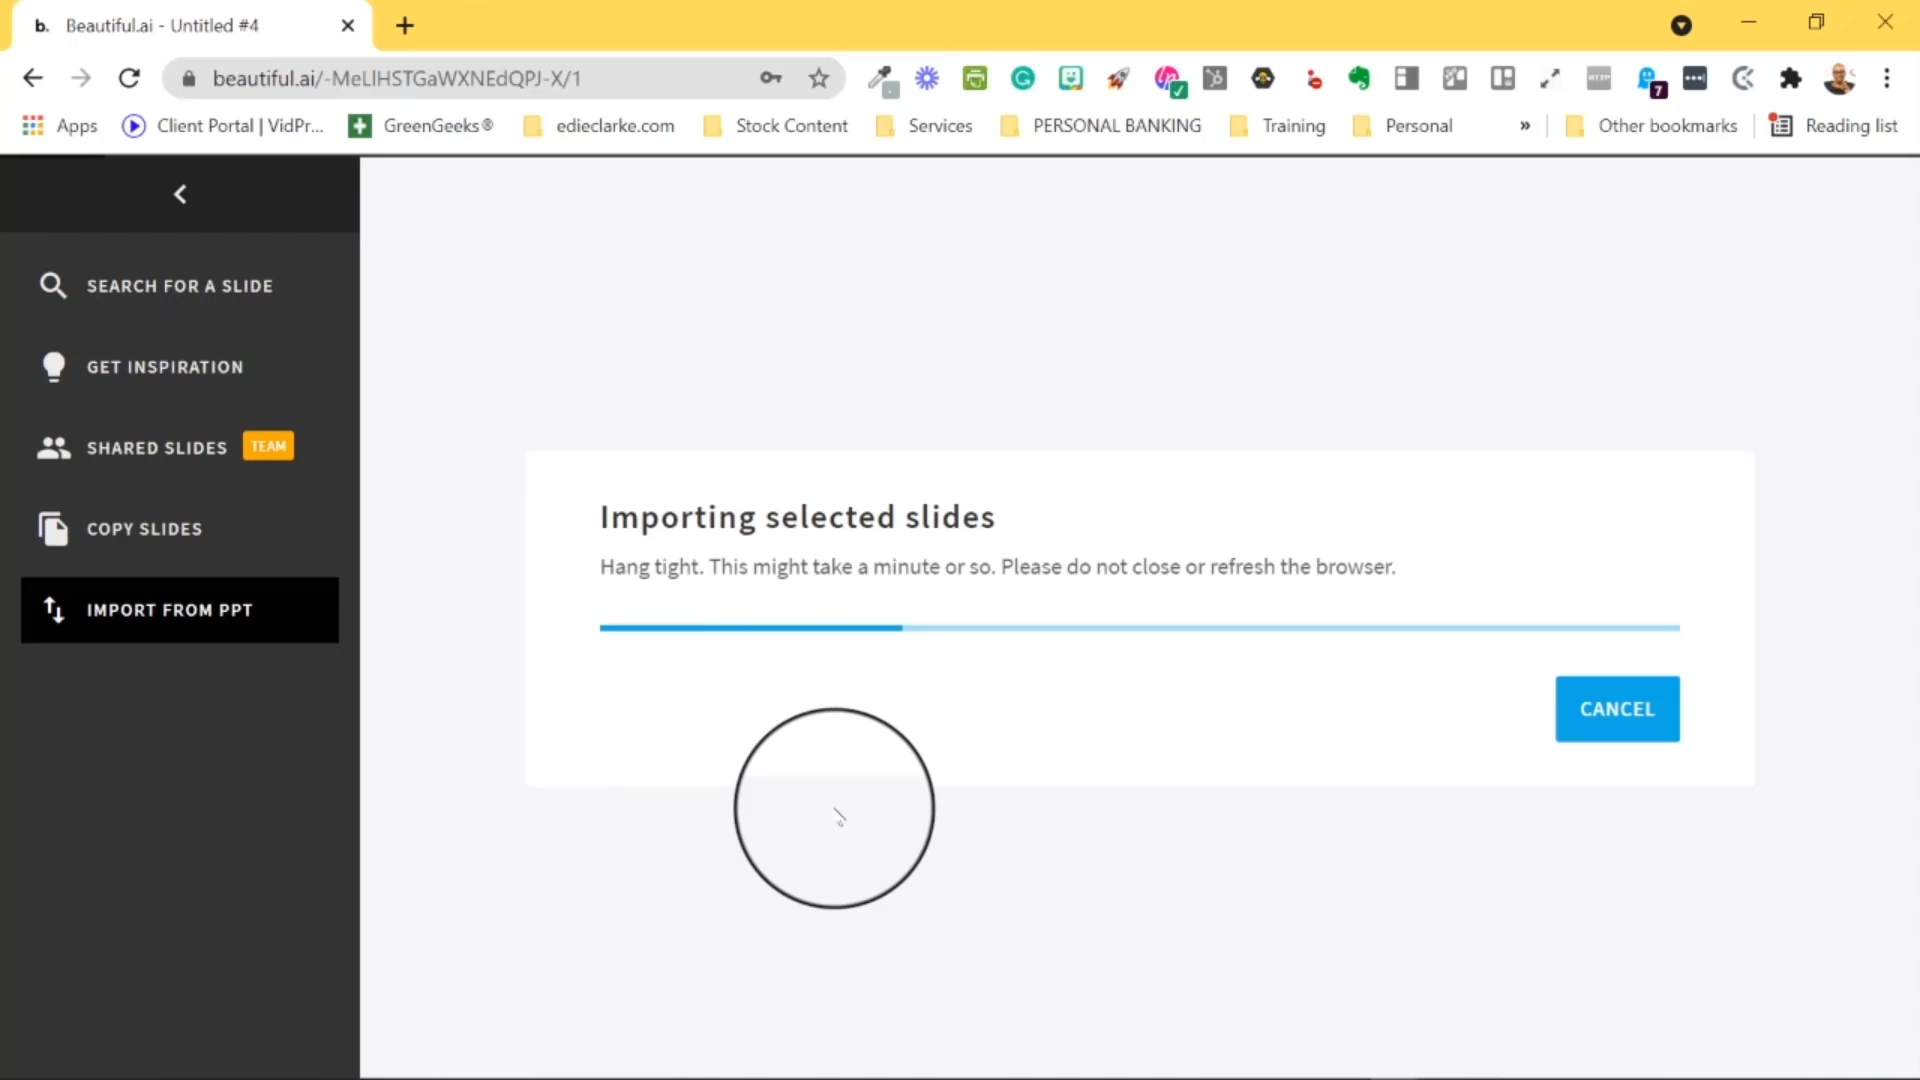 b. Beautiful.ai - Untitled #4
beautiful.ai/-MeLlHSTGaWXNEdQPJ-X/1
HTTP
7
Apps
Client Portal | VidPr...
GreenGeeks®
edieclarke.com
Stock Content
Services
PERSONAL BANKING
Training
Personal
»
Other bookmarks
Reading list
SEARCH FOR A SLIDE
GET INSPIRATION
SHARED SLIDES TEAM
COPY SLIDES
IMPORT FROM PPT
Importing selected slides
Hang tight. This might take a minute or so. Please do not close or refresh the browser.
CANCEL